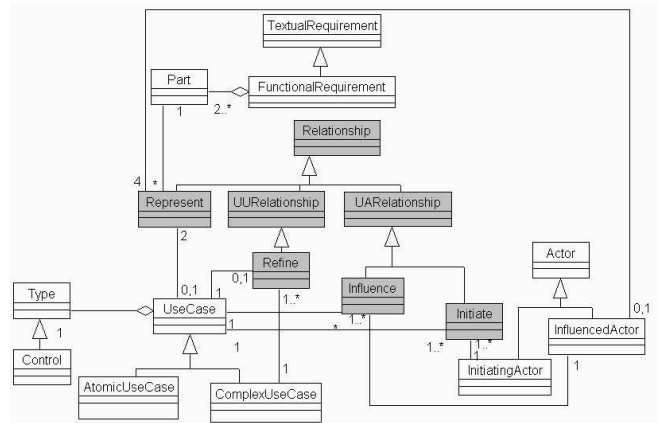 TextualRequirement
Part
FunctionalRequirement
1
2..*
Relationship
4
*
Represent
UURelationship
UARelationship
2
Refine
Actor
0,1
Type
0,1
1
1..*
Influence
Initiate
0,1
UseCase
InfluencedActor
1
1
1..*
*
1..*
1..*
1
1
Control
1
1
InitiatingActor
AtomicUseCase
ComplexUseCase